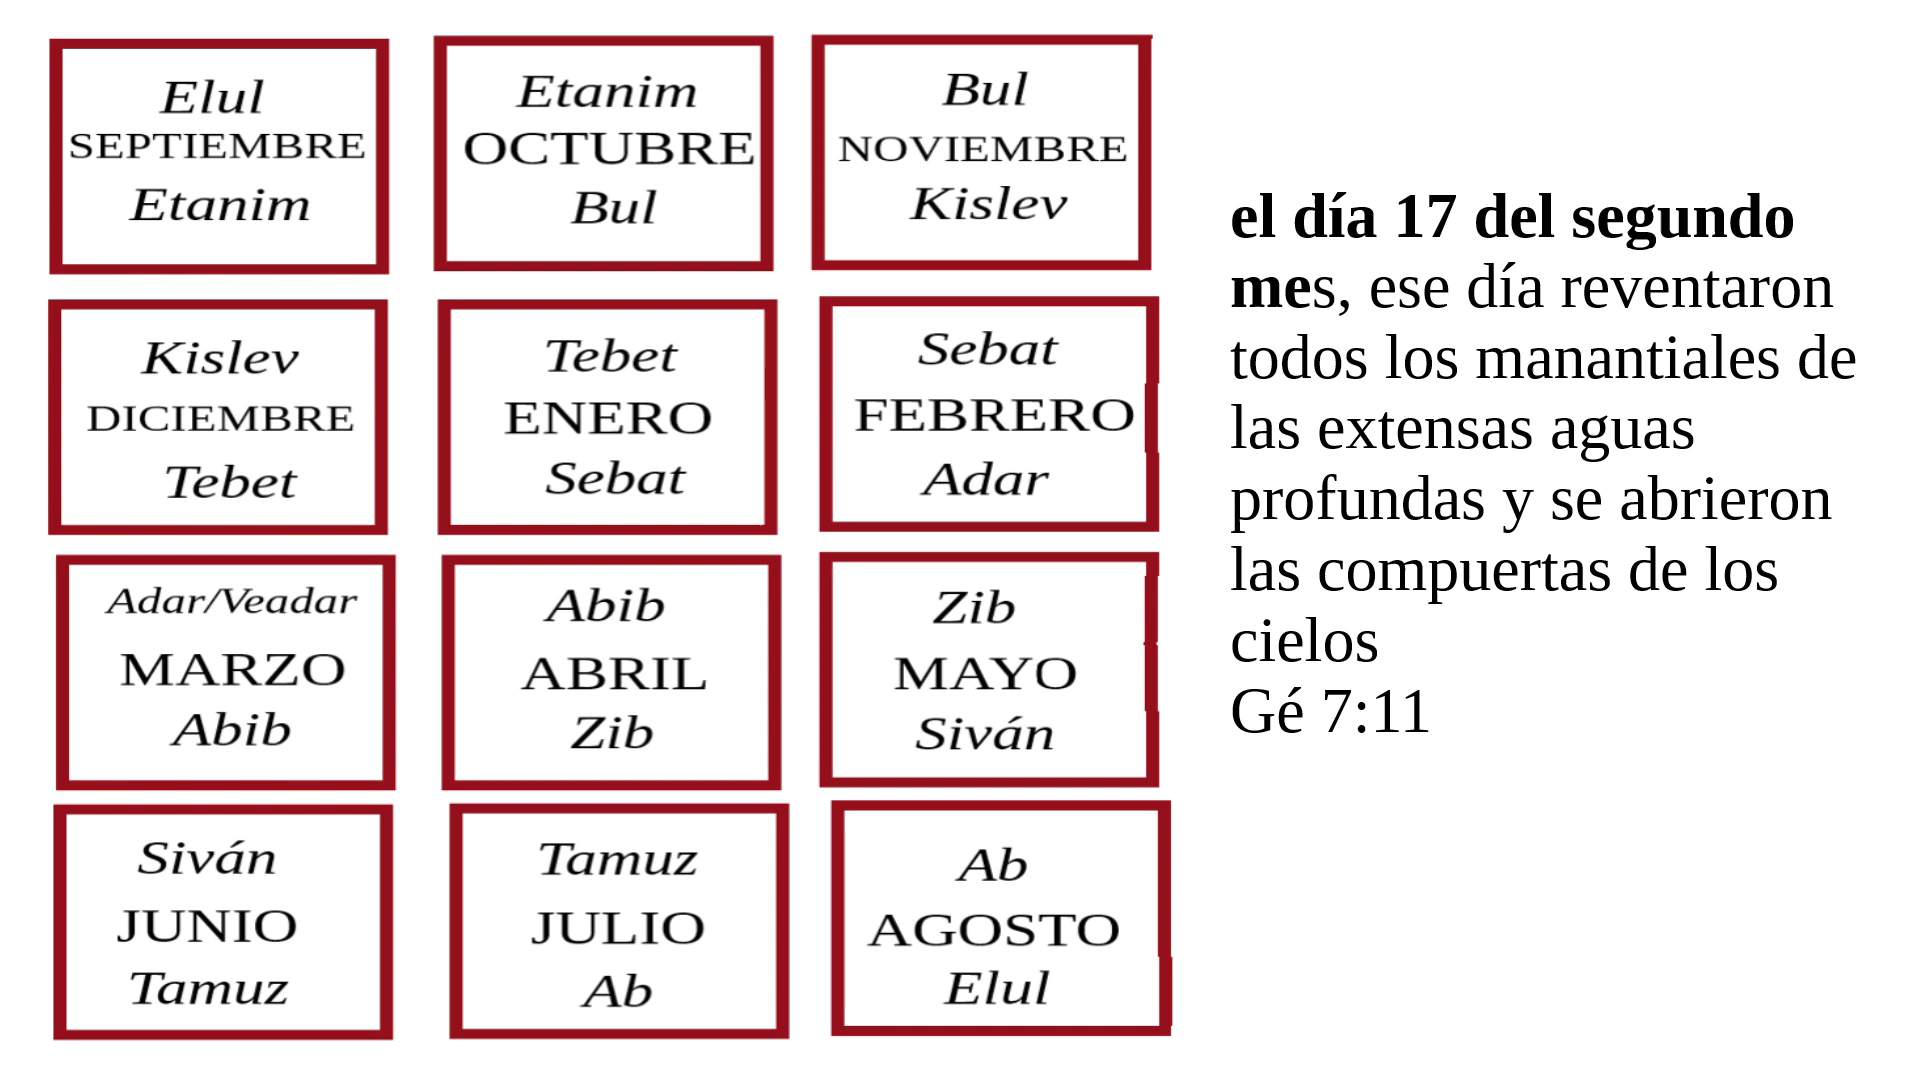 Elul
SEPTIEMBRE
Etanim
Etanim
OCTUBRE
Bul
Bul
NOVIEMBRE
Kislev
Kislev
DICIEMBRE
Tebet
Tebet
ENERO
Sebat
Sebat
FEBRERO
Adar
Adar/Veadar
MARZO
Abib
Abib
ABRIL
Zib
Zib
MAYO
Siván
Siván
JUNIO
Tamuz
Tamuz
JULIO
Ab
Ab
AGOSTO
Elul
el día 17 del segundo
mes, ese día reventaron
todos los manantiales de
las extensas aguas
profundas y se abrieron
las compuertas de los
cielos
Gé 7:11